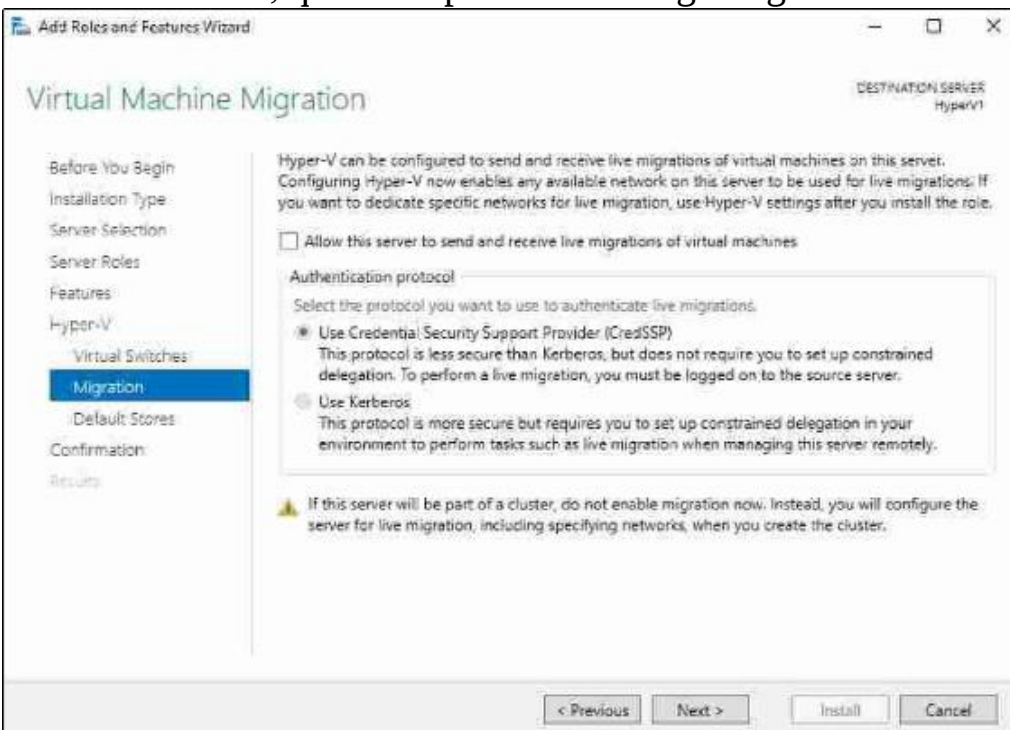 Add Roles and Features Wizard
Virtual Machine Migration
DESTINATION SERVER
HyperV1
Before You Begin
Installation Type
Server Selection
Server Roles
Features
Hyper-V
Virtual Switches
Migration
Default Stores
Confirmation
Results
Hyper-V can be configured to send and receive live migrations of virtual machines on this server.
Configuring Hyper-V now enables any available network on this server to be used for live migrations. If
you want to dedicate specific networks for live migration, use Hyper-V settings after you install the role.
Allow this server to send and receive live migrations of virtual machines
Authentication protocol
Select the protocol you want to use to authenticate live migrations.
Use Credential Security Support Provider (CredSSP)
This protocol is less secure than Kerberos, but does not require you to set up constrained
delegation. To perform a live migration, you must be logged on to the source server.
Use Kerberos
This protocol is more secure but requires you to set up constrained delegation in your
environment to perform tasks such as live migration when managing this server remotely.
If this server will be part of a cluster, do not enable migration now. Instead, you will configure the
server for live migration, including specifying networks, when you create the cluster.
< Previous
Next >
Install
Cancel